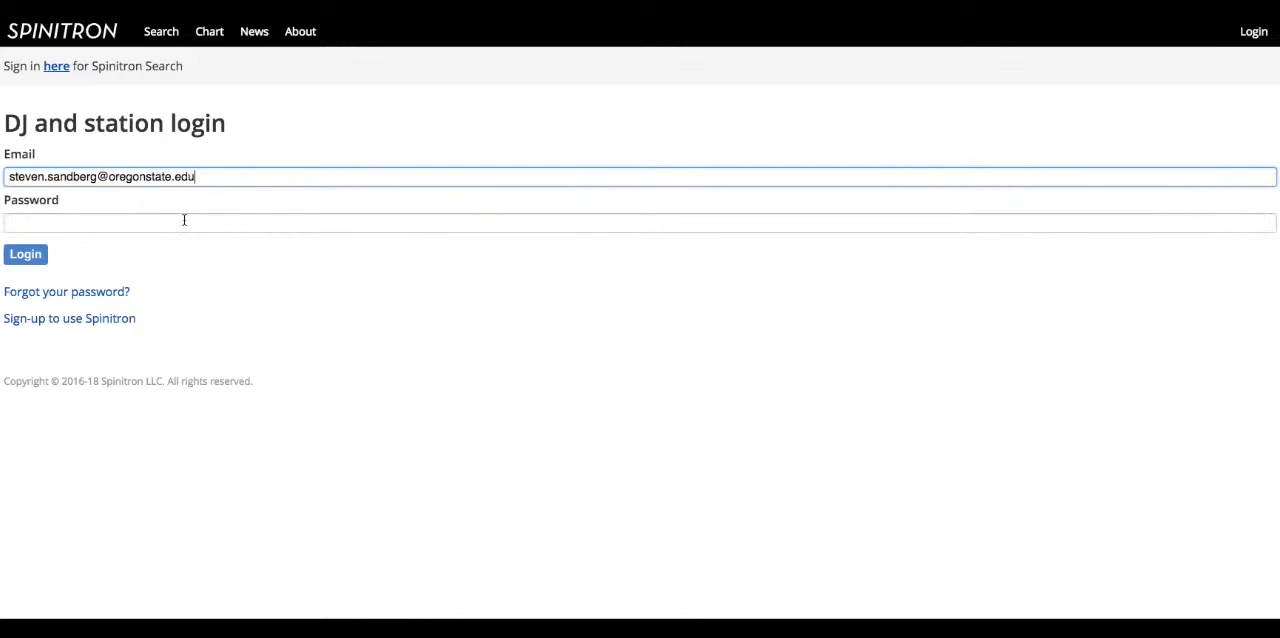 SPINITRON Search Chart News About Login
Sign in here for Spinitron Search
DJ and station login
Email
steven.sandberg@oregonstate.edu
Password
Login
Forgot your password?
Sign-up to use Spinitron
Copyright © 2016-18 Spinitron LLC. All rights reserved.